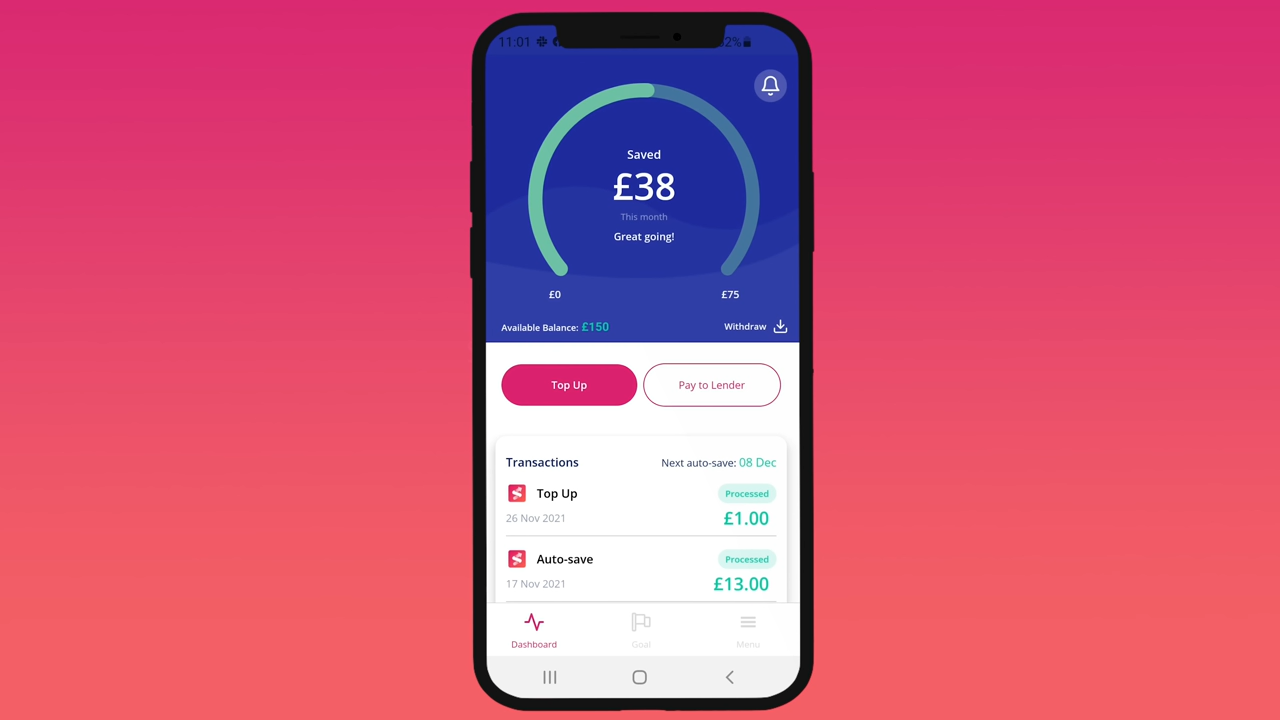 11:01
Saved
£38
This month
Great going!
£0 £75
Available Balance: £150 Withdraw
Top Up Pay to Lender
Transactions Next auto-save: 08 Dec
Top Up Processed
26 Nov 2021 £1.00
Auto-save Processed
17 Nov 2021 £13.00
Dashboard Goal Menu